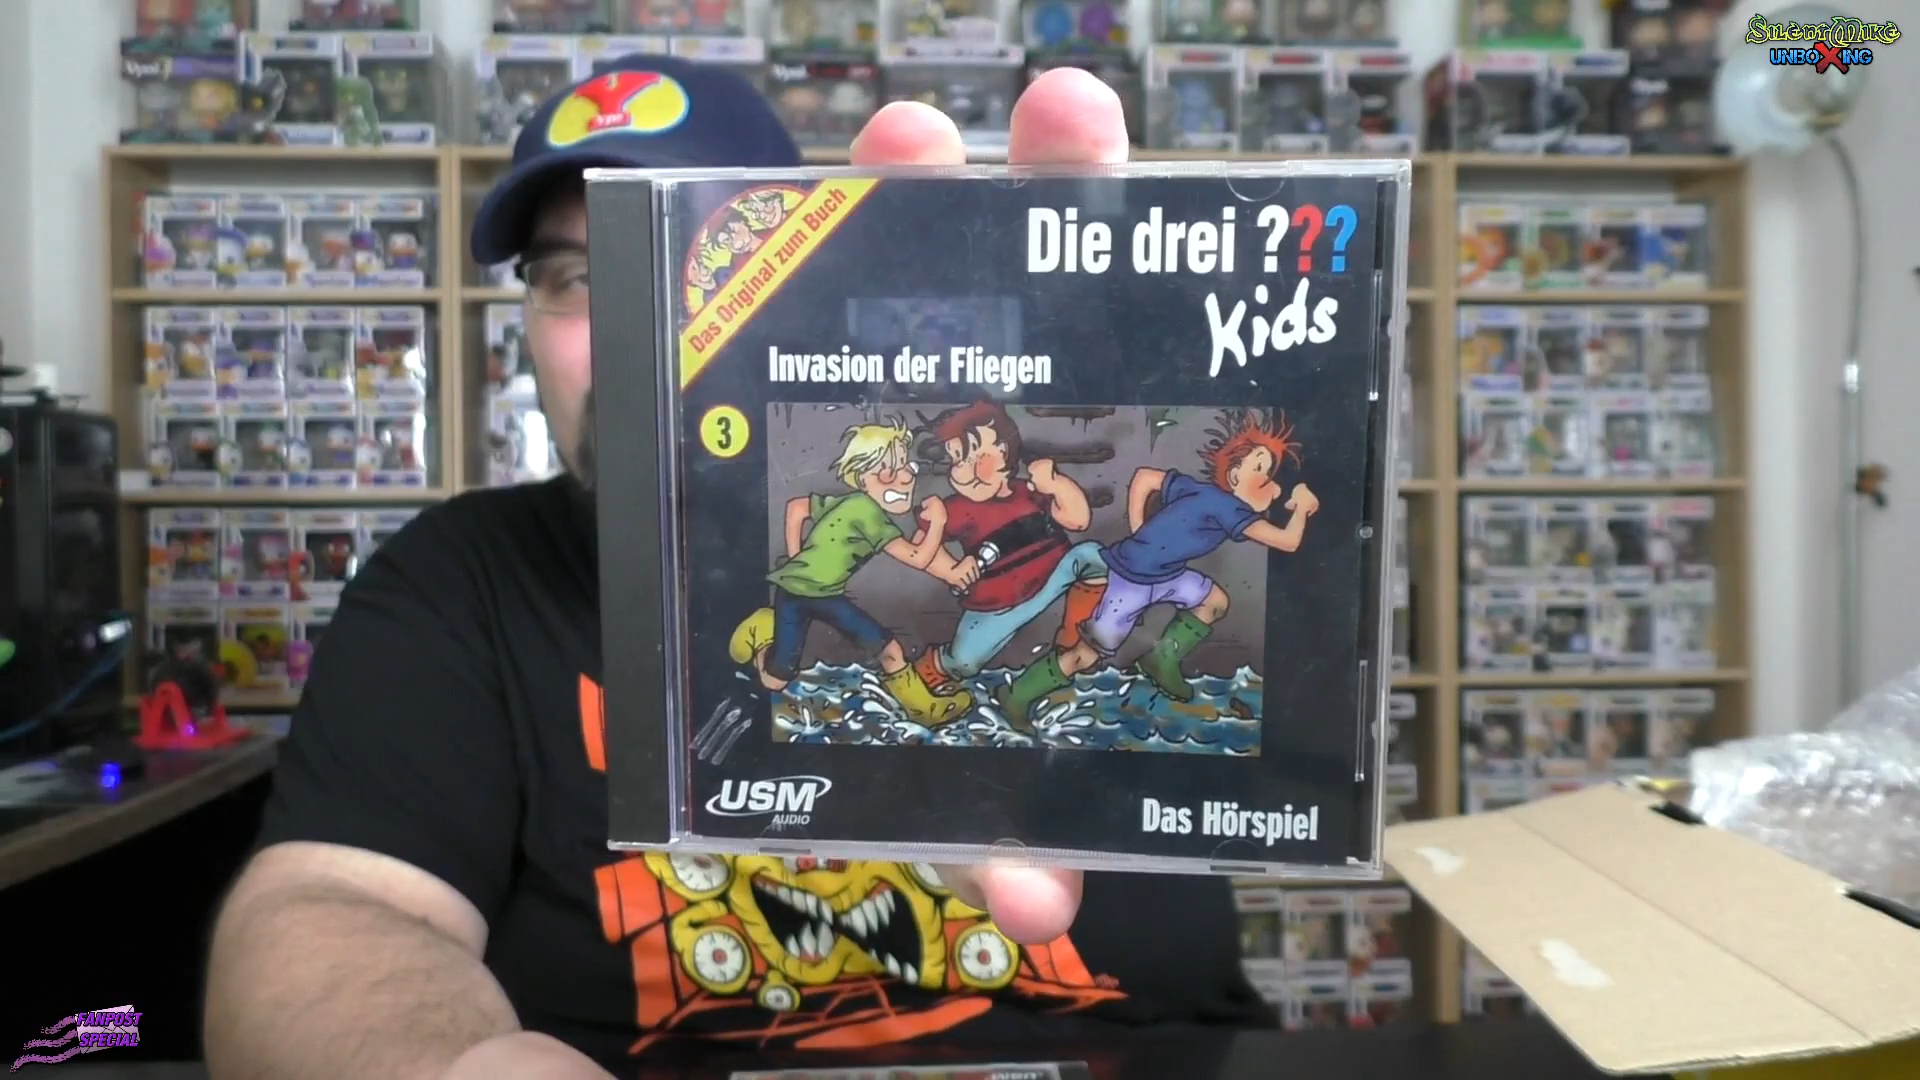 SilentMike
UNBOXING
Das Original zum Buch
Die drei ???
Kids
Invasion der Fliegen
3
USM
AUDIO
Das Hörspiel
FANPOST
SPECIAL